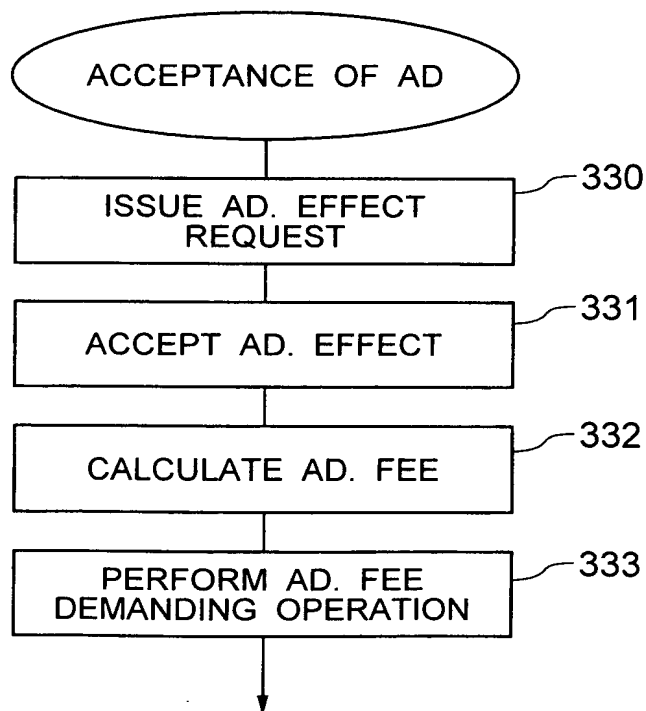 ACCEPTANCE OF AD
330
ISSUE AD. EFFECT
REQUEST
331
ACCEPT AD. EFFECT
332
CALCULATE AD. FEE
333
PERFORM AD. FEE
DEMANDING OPERATION